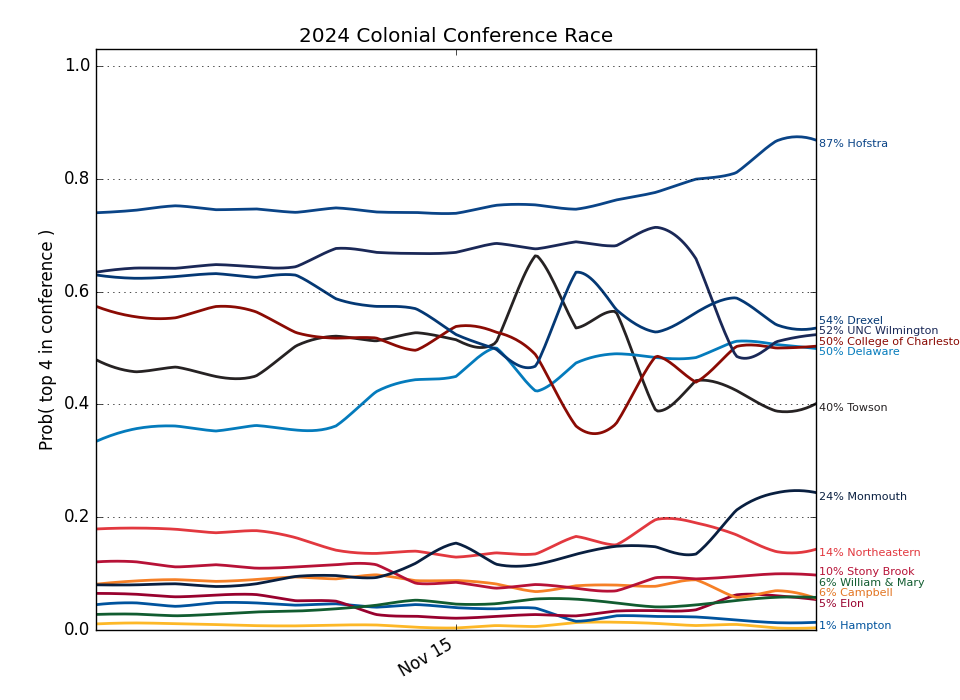 2024 Colonial Conference Race
Prob( top 4 in conference )
1.0
0.8
0.6
0.4
0.2
0.0
Nov 15
87% Hofstra
54% Drexel
52% UNC Wilmington
50% College of Charlesto
50% Delaware
40% Towson
24% Monmouth
14% Northeastern
10% Stony Brook
6% William & Mary
6% Campbell
5% Elon
1% Hampton